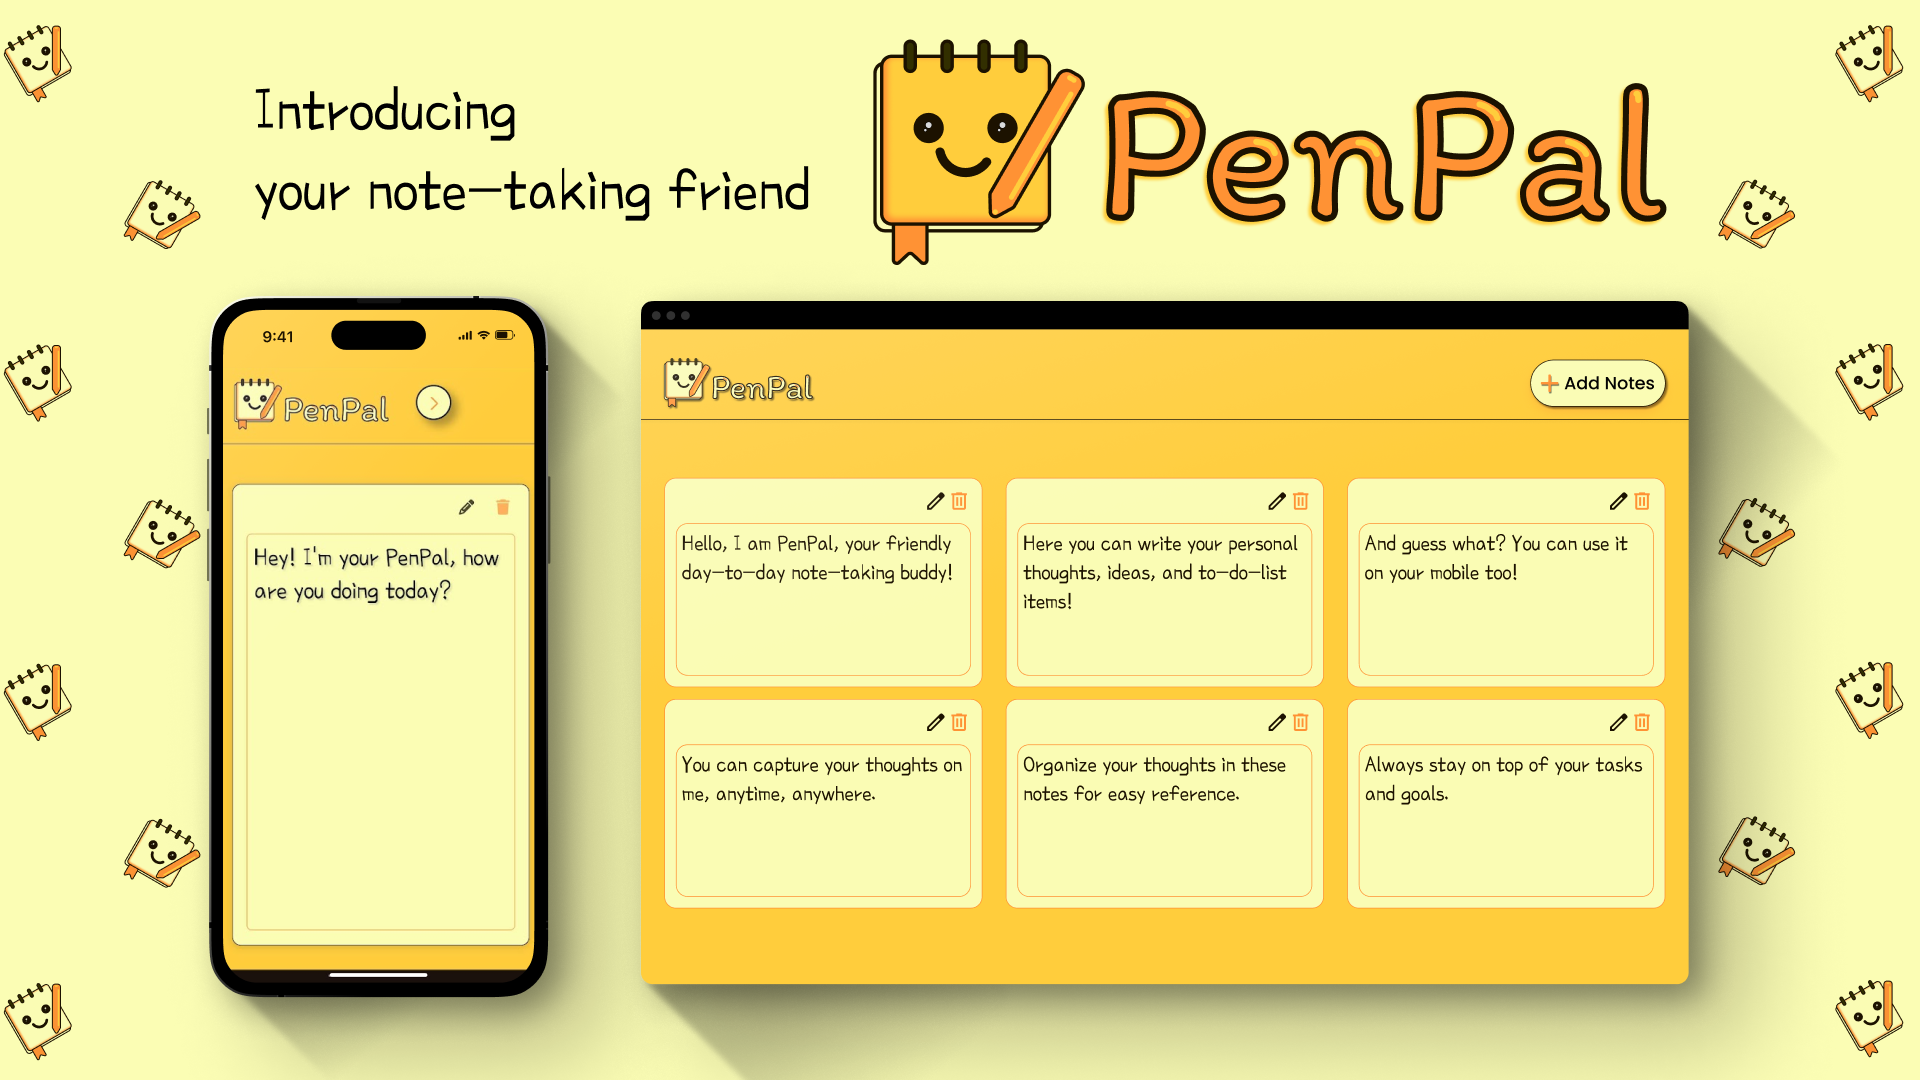 Introducing
your note-taking friend
PenPal
9:41
PenPal
Hey! I'm your PenPal, how
are you doing today?
PenPal
Add Notes
Hello, I am PenPal, your friendly
day-to-day note-taking buddy!
Here you can write your personal
thoughts, ideas, and to-do-list
items!
And guess what? You can use it
on your mobile too!
You can capture your thoughts on
me, anytime, anywhere.
Organize your thoughts in these
notes for easy reference.
Always stay on top of your tasks
and goals.